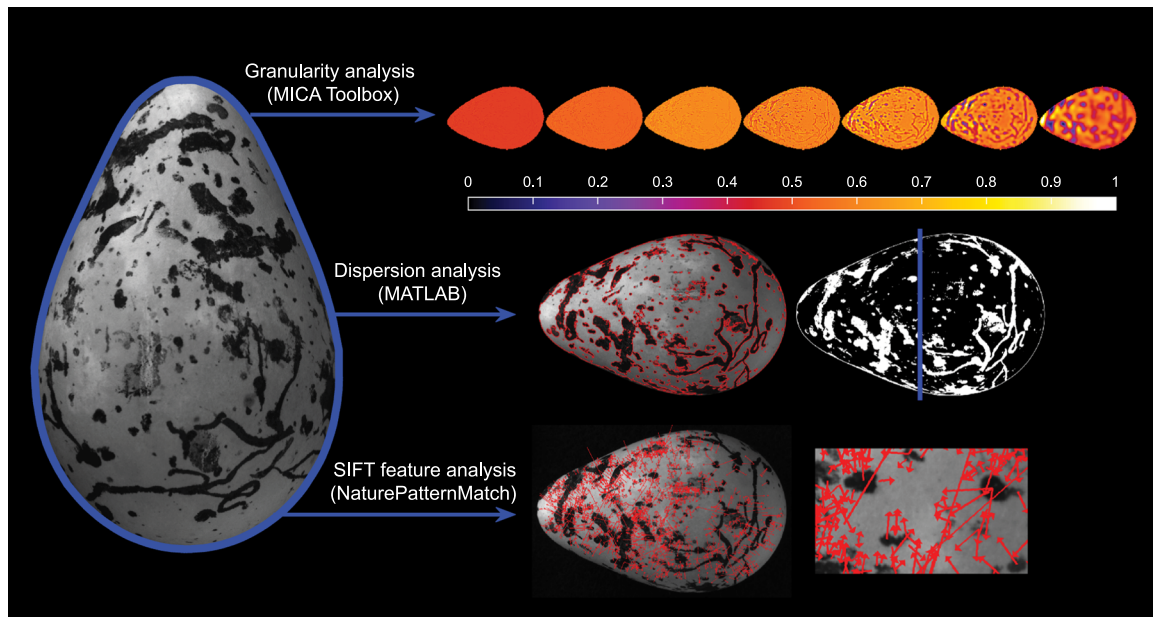 Granularity analysis
(MICA Toolbox)
0 0.1 0.2 0.3 0.4 0.5 0.6 0.7 0.8 0.9 1
Dispersion analysis
(MATLAB)
SIFT feature analysis
(NaturePatternMatch)